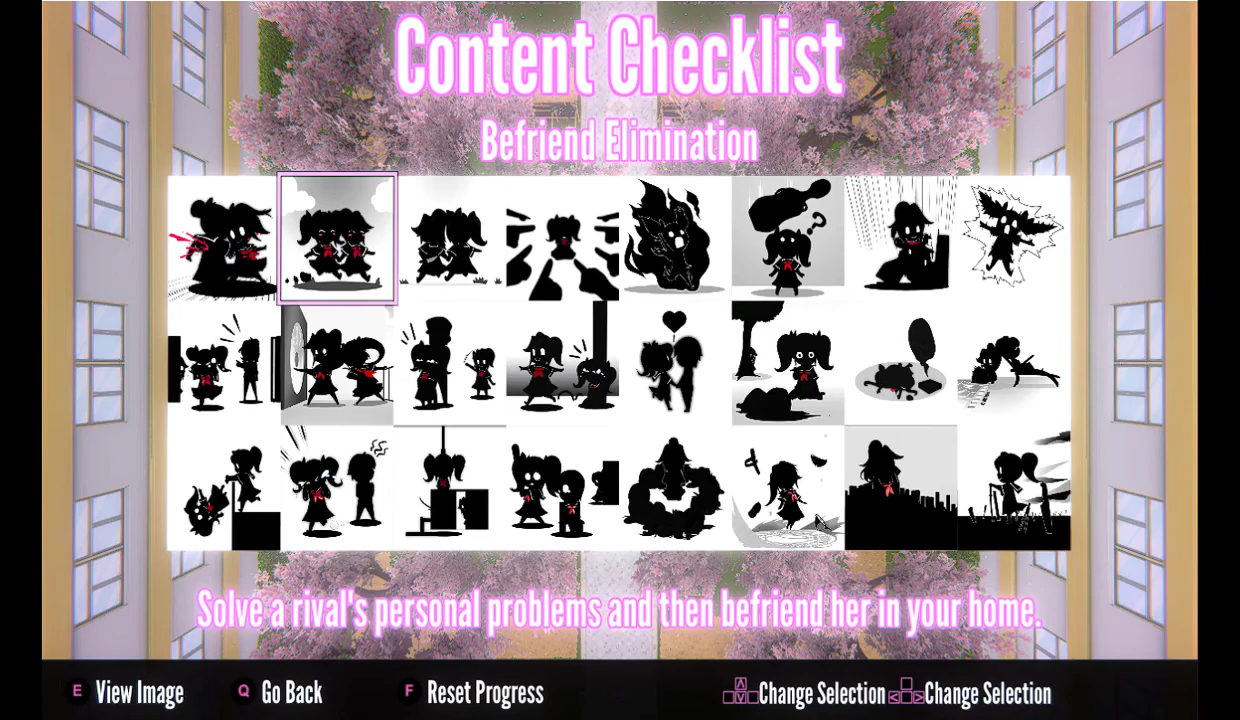 Content Checklist
Befriend Elimination
Solve a rival's personal problems and then befriend her in your home.
E View Image Q Go Back F Reset Progress Change Selection Change Selection